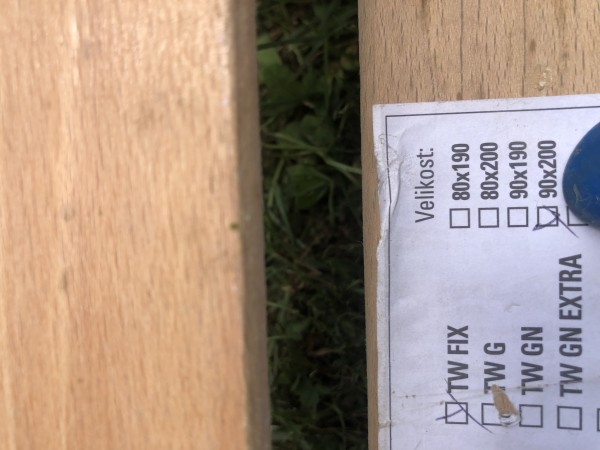 Velikost:
80x190
80x200
90x190
90x200
TW FIX
TW G
TW GN
TW GN EXTRA